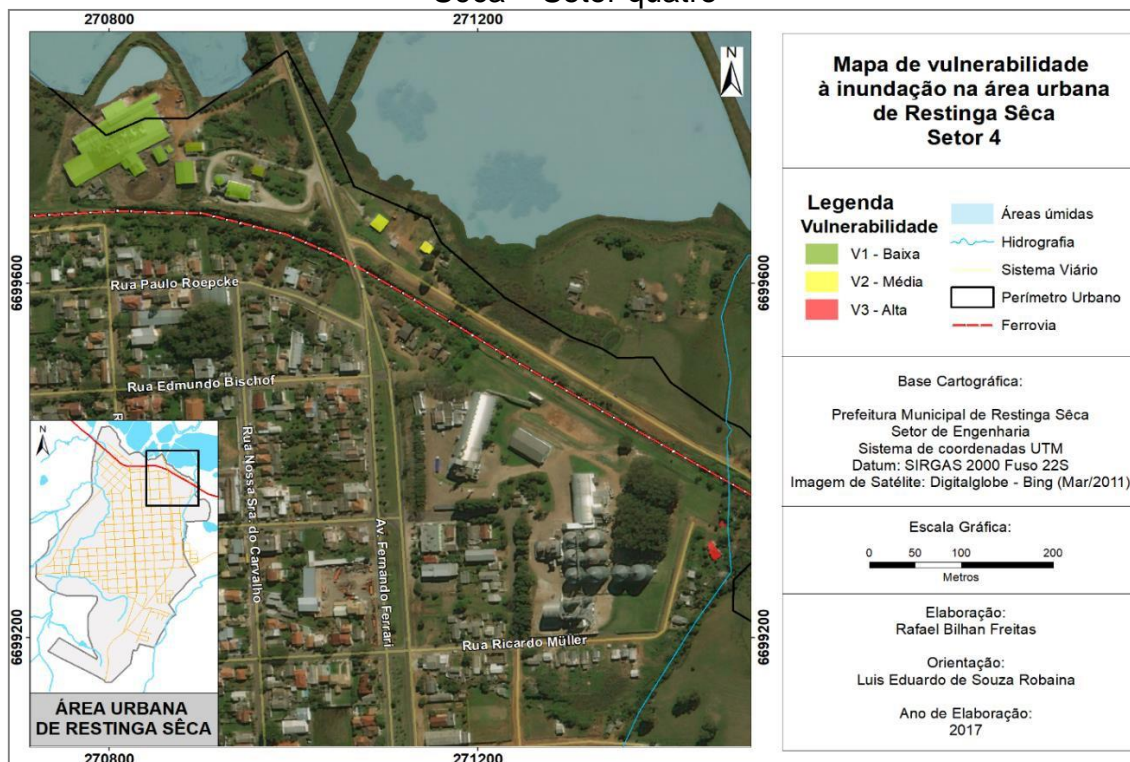 Sêca – Setor quatro
270800
271200
N
6699600
6699600
6699200
6699200
Rua Paulo Roepcke
Rua Edmundo Bischof
R
Rua Nossa Sra. do Carvalho
Av. Fernando Ferrari
Rua Ricardo Müller
N
ÁREA URBANA
DE RESTINGA SÊCA
270800
271200
Mapa de vulnerabilidade
à inundação na área urbana
de Restinga Sêca
Setor 4
Legenda
Vulnerabilidade
V1 - Baixa
V2 - Média
V3 - Alta
Áreas úmidas
Hidrografia
Sistema Viário
Perímetro Urbano
Ferrovia
Base Cartográfica:
Prefeitura Municipal de Restinga Sêca
Setor de Engenharia
Sistema de coordenadas UTM
Datum: SIRGAS 2000 Fuso 22S
Imagem de Satélite: Digitalglobe - Bing (Mar/2011)
Escala Gráfica:
0 50 100 200
Metros
Elaboração:
Rafael Bilhan Freitas
Orientação:
Luis Eduardo de Souza Robaina
Ano de Elaboração:
2017